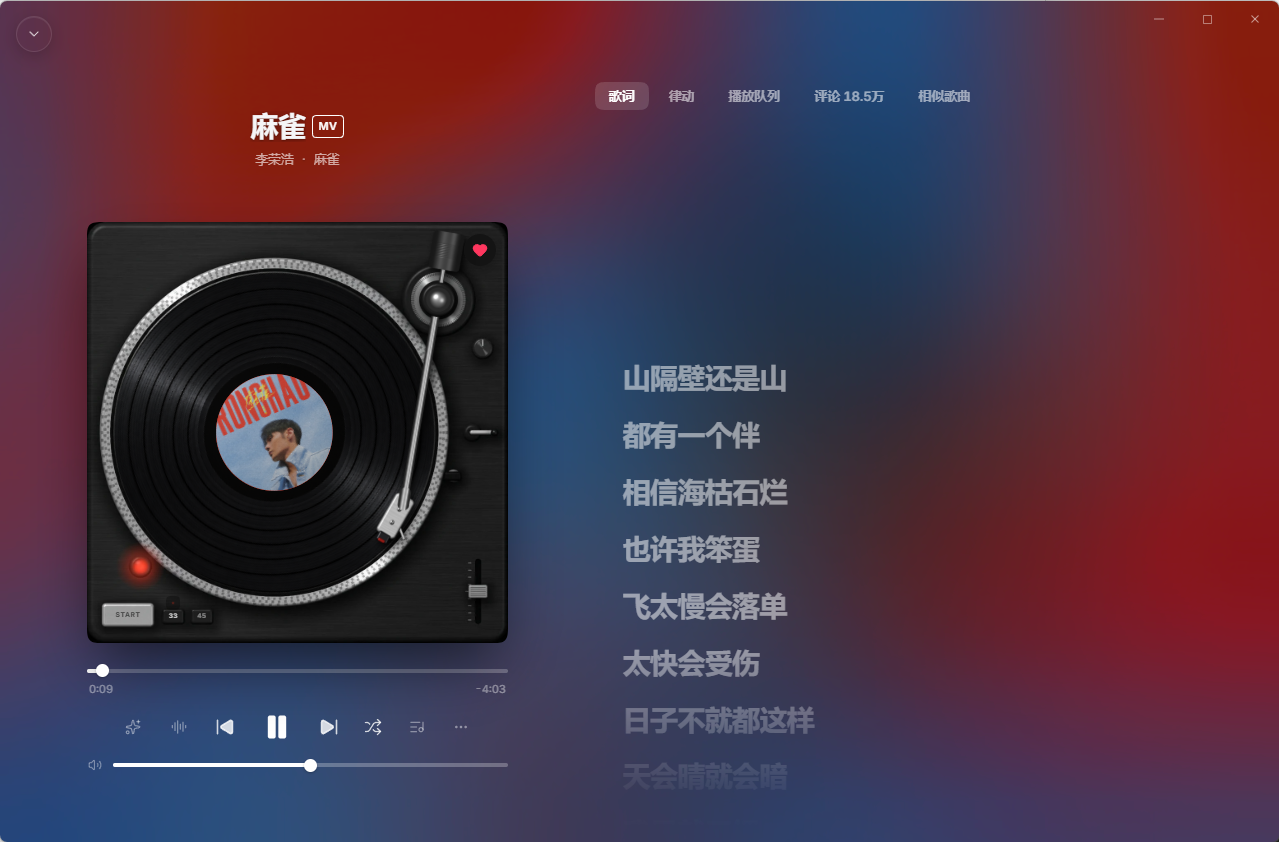 歌词 律动 播放队列 评论 18.5万 相似歌曲
麻雀 MV
李荣浩 · 麻雀
RONGHAO
START 33 45
0:09 -4:03
山隔壁还是山
都有一个伴
相信海枯石烂
也许我笨蛋
飞太慢会落单
太快会受伤
日子不就都这样
天会晴就会暗